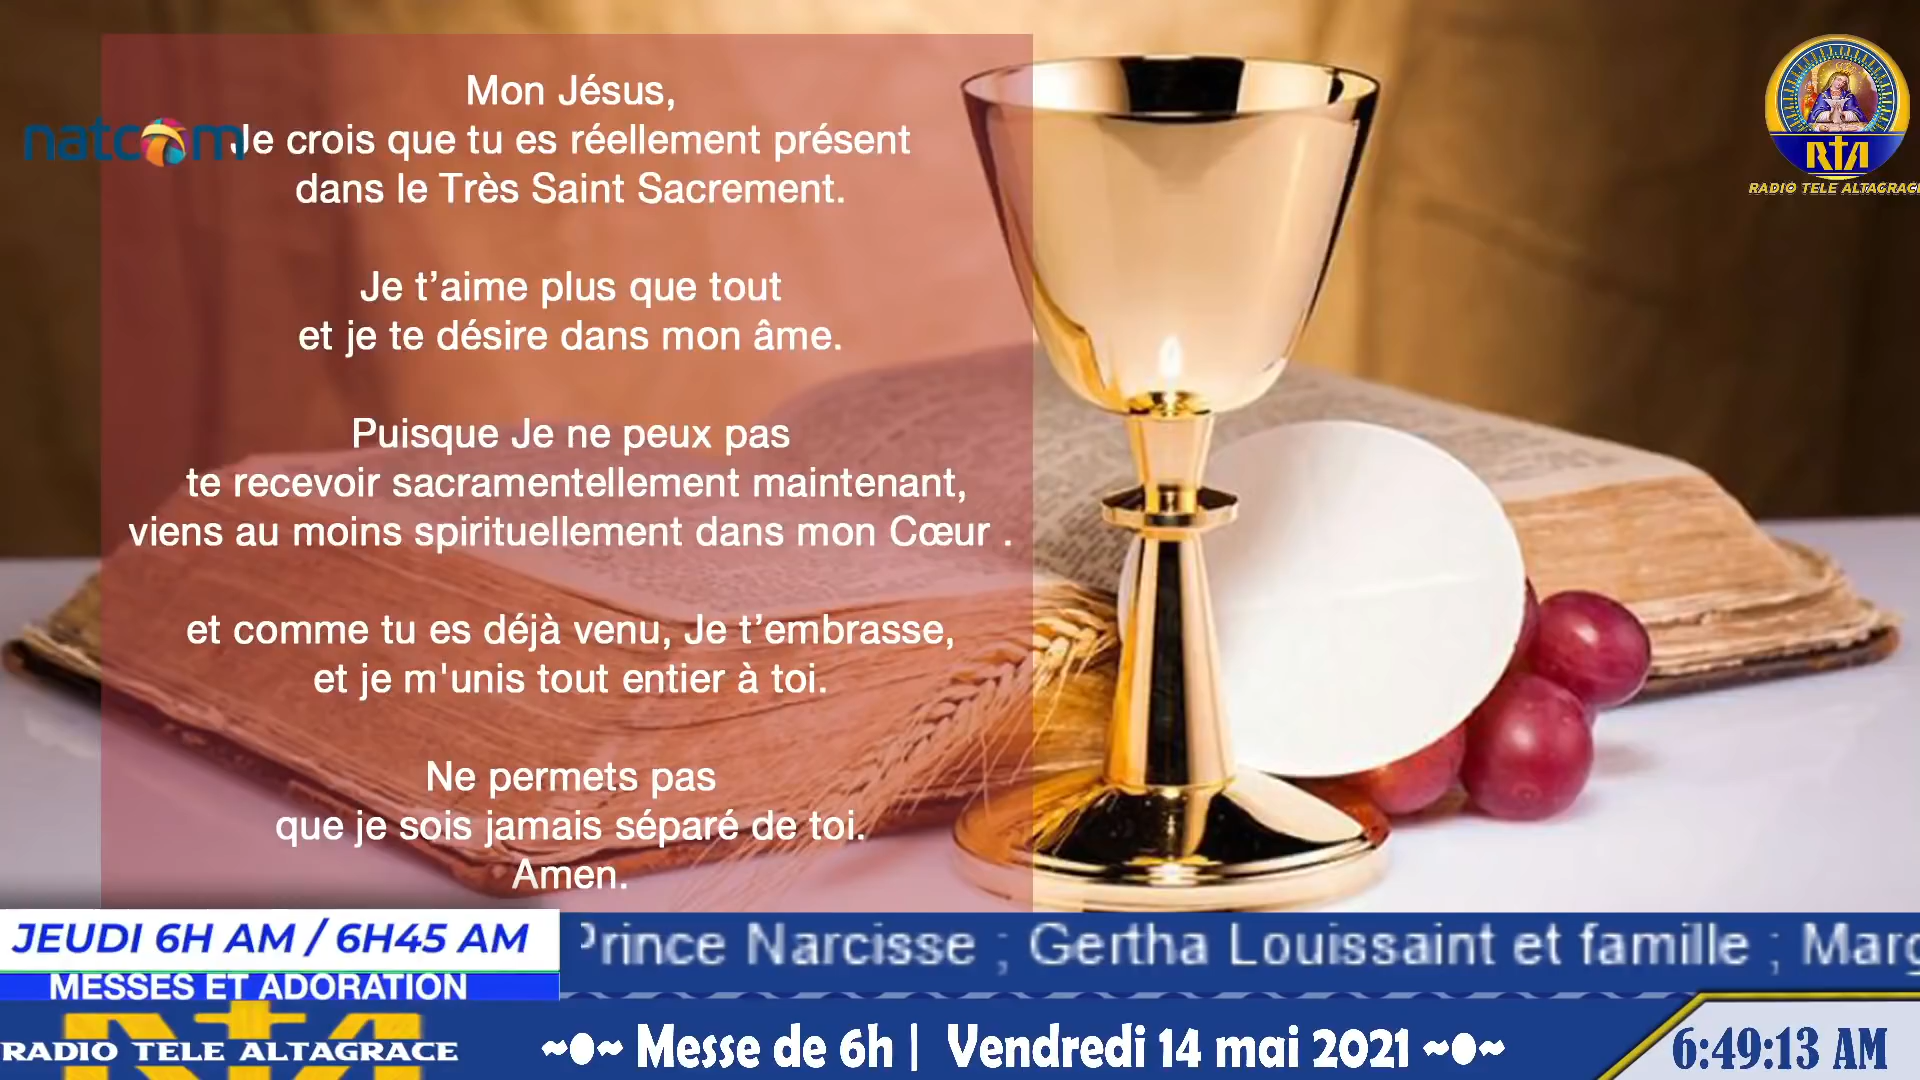 Mon Jésus,
Je crois que tu es réellement présent
dans le Très Saint Sacrement.
Je t’aime plus que tout
et je te désire dans mon âme.
Puisque Je ne peux pas
te recevoir sacramentellement maintenant,
viens au moins spirituellement dans mon Cœur .
et comme tu es déjà venu, Je t’embrasse,
et je m'unis tout entier à toi.
Ne permets pas
que je sois jamais séparé de toi.
Amen.
natcom
RTA
RADIO TELE ALTAGRACE
JEUDI 6H AM / 6H45 AM
MESSES ET ADORATION
Prince Narcisse ; Gertha Louissaint et famille ;
RTA
RADIO TELE ALTAGRACE
~•~ Messe de 6h | Vendredi 14 mai 2021 ~•~
6:49:13 AM